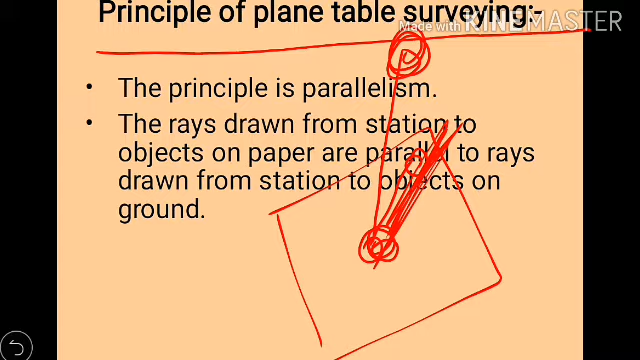 Principle of plane table surveying:-
Made with KINEMASTER
• The principle is parallelism.
• The rays drawn from station to
objects on paper are parallel to rays
drawn from station to objects on
ground.